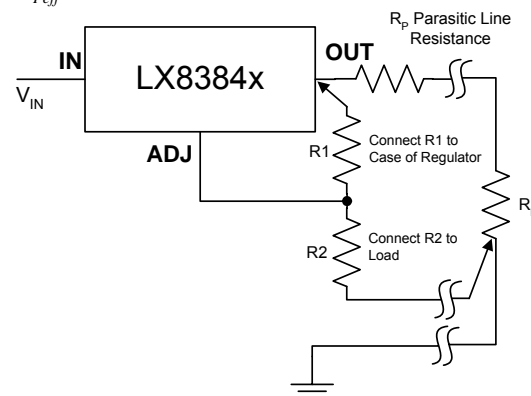 R_P Parasitic Line
Resistance
IN
OUT
LX8384x
V_IN
ADJ
R1
Connect R1 to
Case of Regulator
R
R2
Connect R2 to
Load